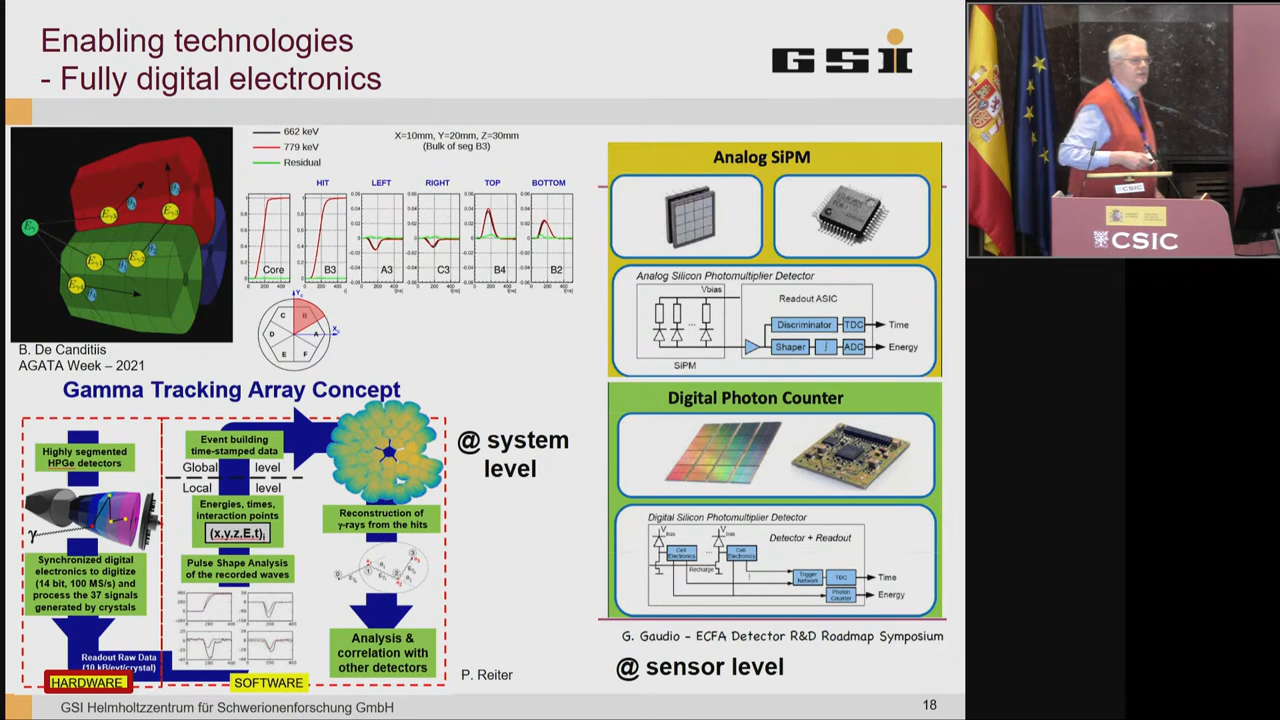 Enabling technologies
- Fully digital electronics
GSI
662 keV
779 keV
Residual
X=10mm, Y=20mm, Z=30mm
(Bulk of seg B3)
HIT
LEFT
RIGHT
TOP
BOTTOM
Core
B3
A3
C3
B4
B2
C
B
D
A
E
F
B. De Canditiis
AGATA Week – 2021
Gamma Tracking Array Concept
Highly segmented
HPGe detectors
γ
Synchronized digital
electronics to digitize
(14 bit, 100 MS/s) and
process the 37 signals
generated by crystals
Readout Raw Data
(10 kB/evt/crystal)
HARDWARE
Event building
time-stamped data
Global level
Local level
Energies, times,
interaction points
(x,y,z,E,t)i
Pulse Shape Analysis
of the recorded waves
SOFTWARE
Reconstruction of
γ-rays from the hits
Analysis &
correlation with
other detectors
@ system
level
P. Reiter
Analog SiPM
Analog Silicon Photomultiplier Detector
Vbias
Readout ASIC
Discriminator
TDC
Time
Shaper
ADC
Energy
SiPM
Digital Photon Counter
Digital Silicon Photomultiplier Detector
Detector + Readout
Cell
Electronics
Cell
Electronics
Recharge
Trigger
Network
TDC
Time
Photon
Counter
Energy
G. Gaudio – ECFA Detector R&D Roadmap Symposium
@ sensor level
GSI Helmholtzzentrum für Schwerionenforschung GmbH
18
CSIC
CSIC